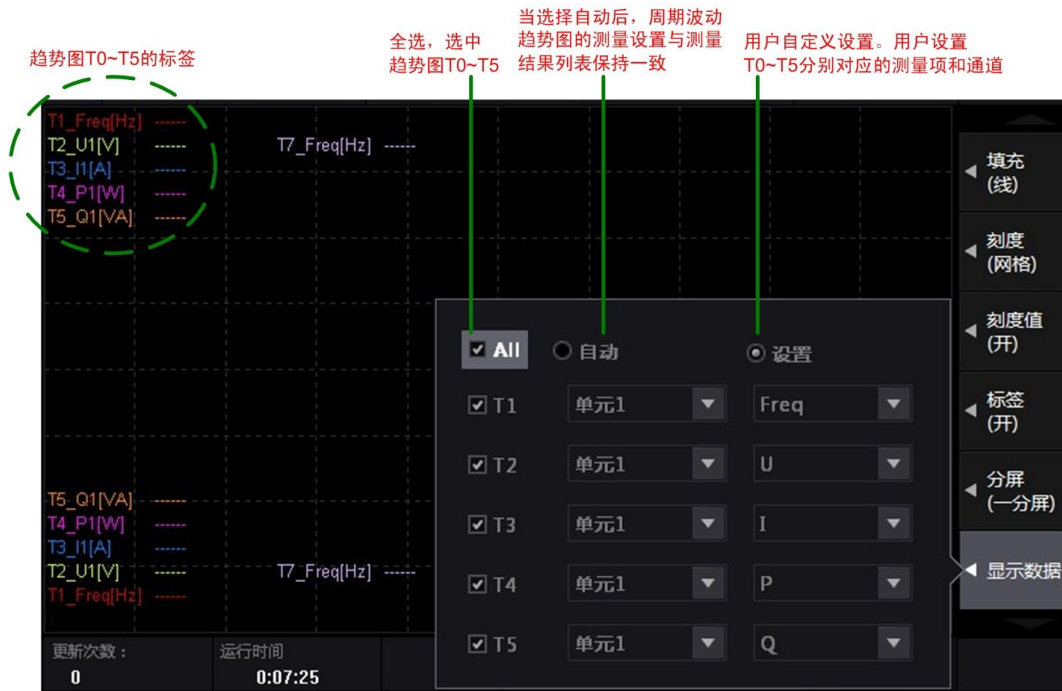 当选择自动后，周期波动
趋势图的测量设置与测量
结果列表保持一致
全选，选中
趋势图T0~T5
用户自定义设置。用户设置
T0~T5分别对应的测量项和通道
趋势图T0~T5的标签
T1_Freq[Hz] ------
T2_U1[V] ------ T7_Freq[Hz] ------
T3_I1[A] ------
T4_P1[W] ------
T5_Q1[VA] ------
填充
(线)
刻度
(网格)
刻度值
(开)
标签
(开)
分屏
(一分屏)
显示数据
All 自动 设置
T1 单元1 Freq
T2 单元1 U
T3 单元1 I
T4 单元1 P
T5 单元1 Q
T5_Q1[VA] ------
T4_P1[W] ------
T3_I1[A] ------
T2_U1[V] ------ T7_Freq[Hz] ------
T1_Freq[Hz] ------
更新次数： 运行时间
0 0:07:25